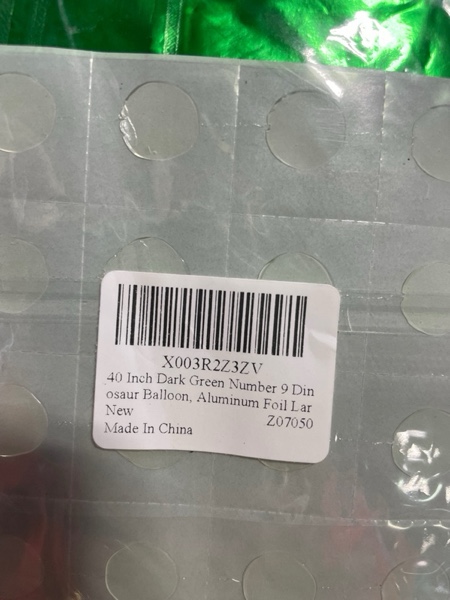 X003R2Z3ZV
40 Inch Dark Green Number 9 Din
osaur Balloon, Aluminum Foil Lar
New Z07050
Made In China